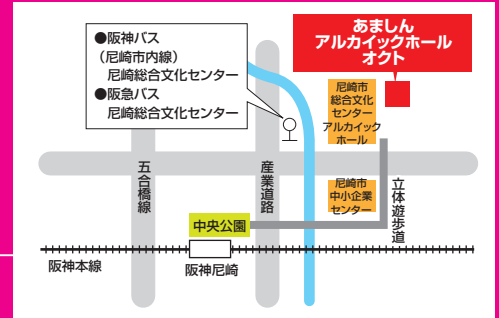 ●阪神バス
（尼崎市内線）
尼崎総合文化センター
●阪急バス
尼崎総合文化センター
あましん
アルカイックホール
オクト
尼崎市
総合文化
センター
アルカイック
ホール
五合橋線
産業道路
尼崎市
中小企業
センター
立体遊歩道
中央公園
阪神本線
阪神尼崎